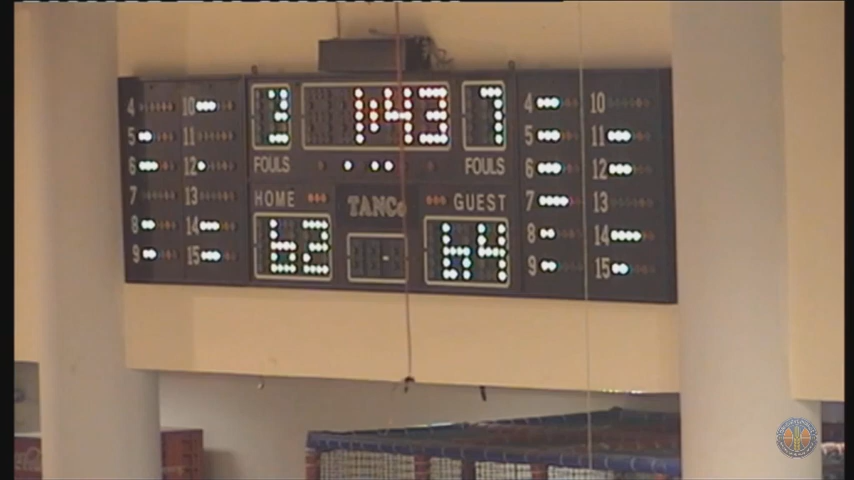 4 10 1:43 7 4 10
5 11 5 11
6 12 FOULS FOULS 6 12
7 13 HOME TANCo GUEST 7 13
8 14 62 - 64 8 14
9 15 9 15